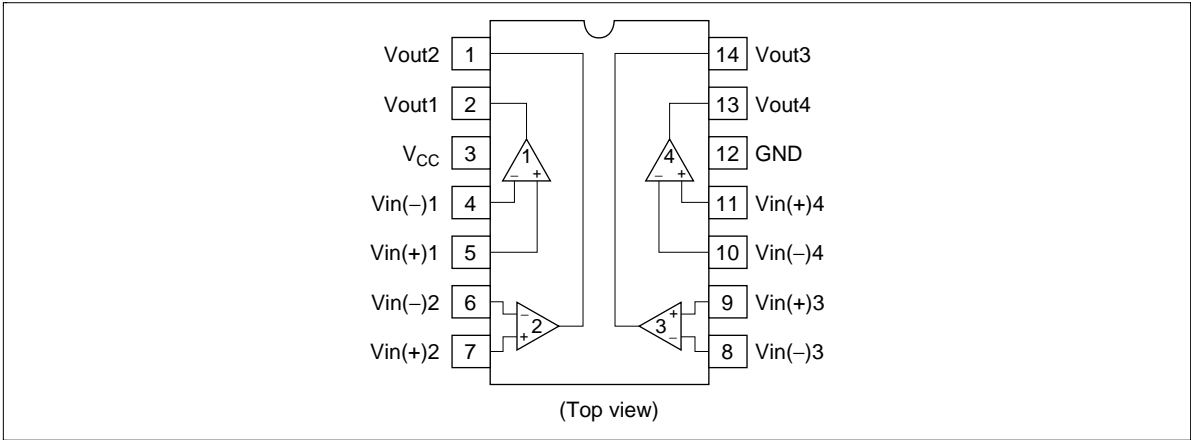 Vout2 1 14 Vout3
Vout1 2 13 Vout4
VCC 3 1 4 12 GND
− + − +
Vin(−)1 4 11 Vin(+)4
Vin(+)1 5 10 Vin(−)4
Vin(−)2 6 − + 9 Vin(+)3
2 3
Vin(+)2 7 + − 8 Vin(−)3
(Top view)